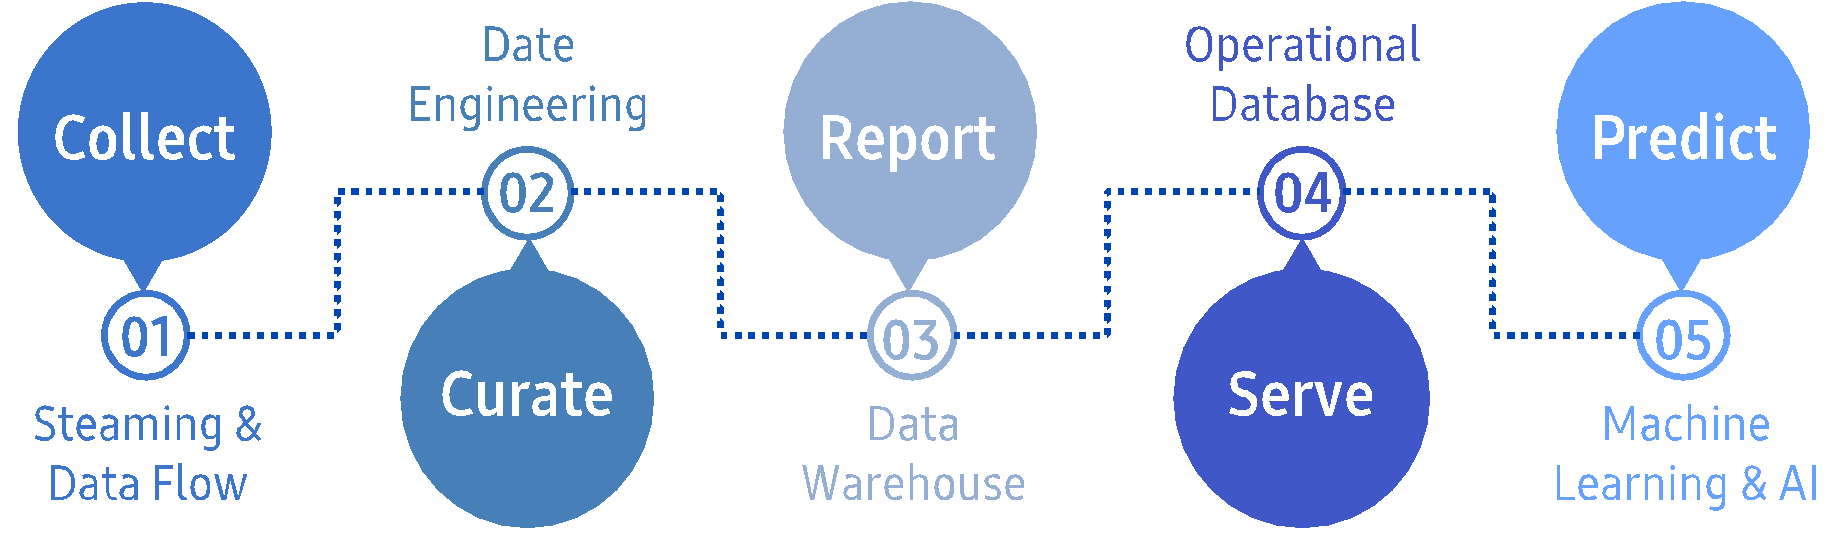 Collect
01
Steaming &
Data Flow
Date
Engineering
02
Curate
Report
03
Data
Warehouse
Operational
Database
04
Serve
Predict
05
Machine
Learning & AI